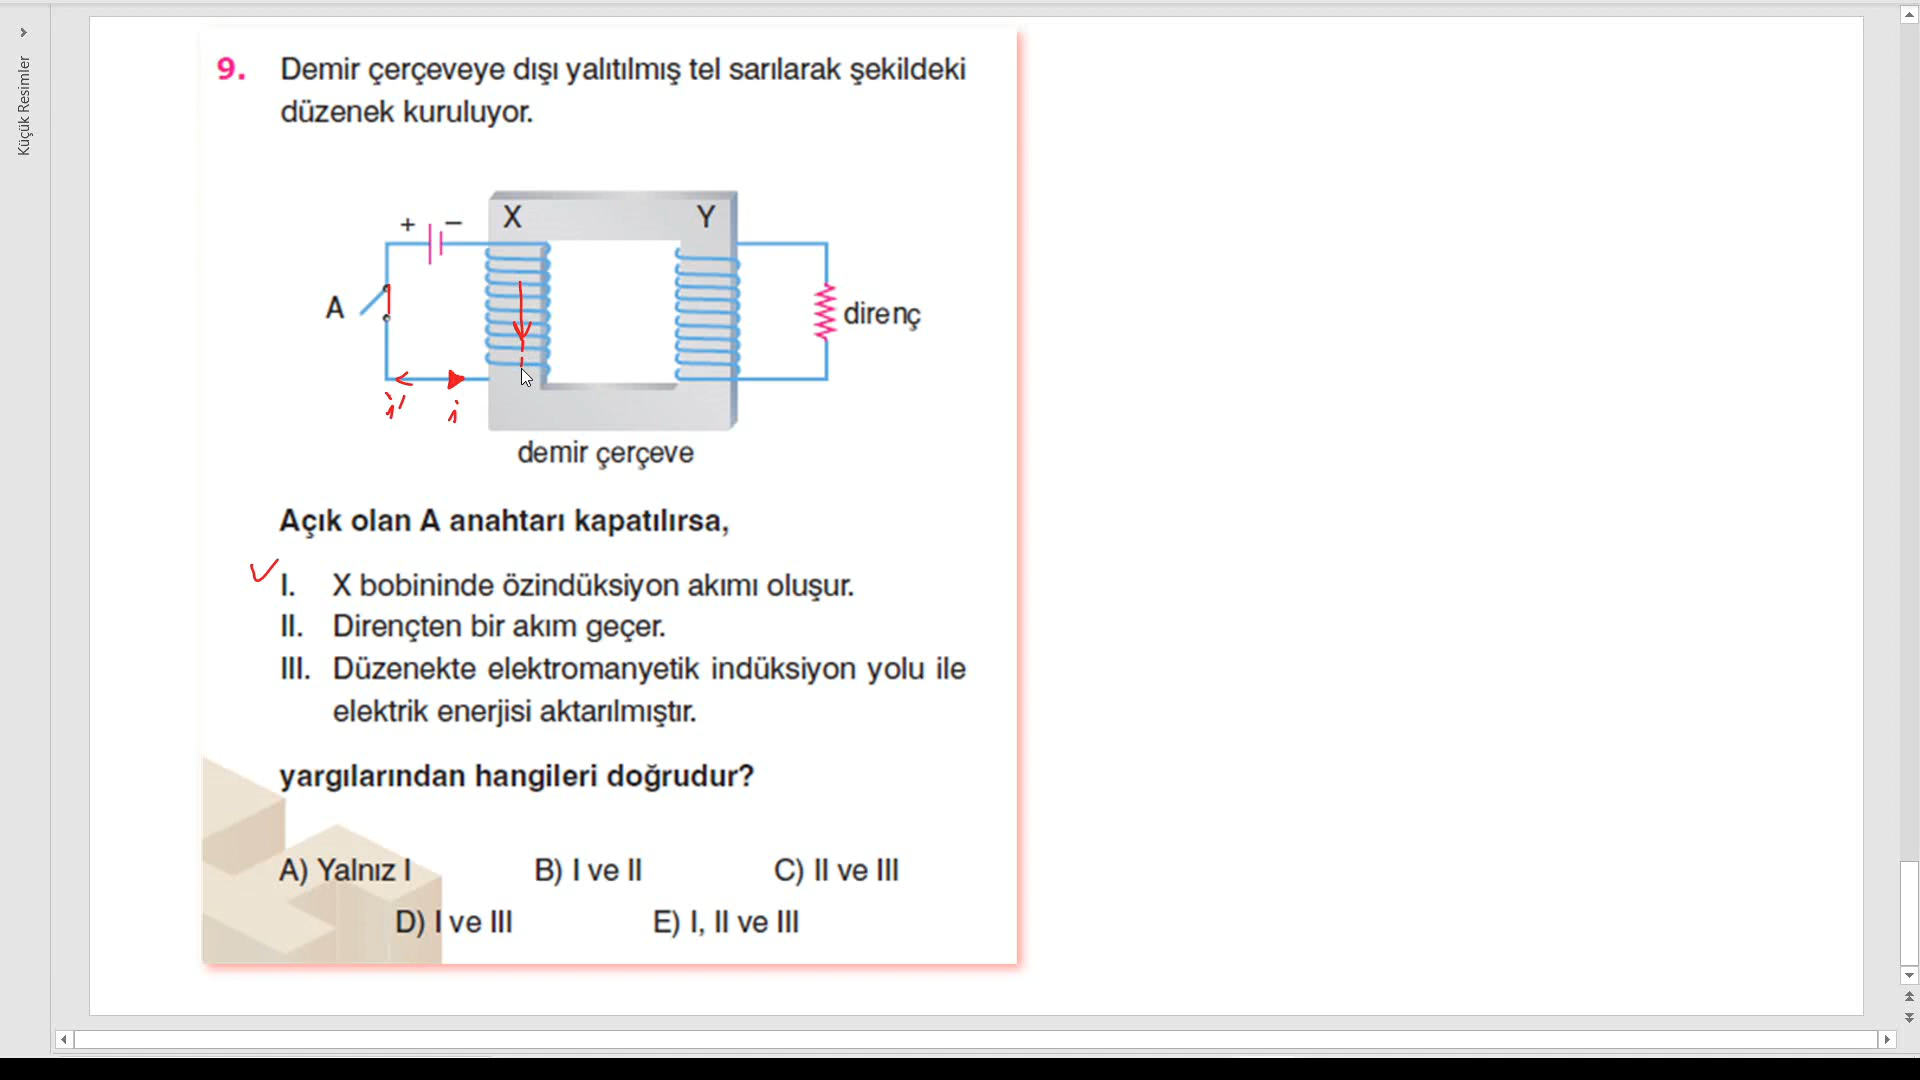 Küçük Resimler
9. Demir çerçeveye dışı yalıtılmış tel sarılarak şekildeki
düzenek kuruluyor.
+ −
X Y
A
direnç
i' i
demir çerçeve
Açık olan A anahtarı kapatılırsa,
I. X bobininde özindüksiyon akımı oluşur.
II. Dirençten bir akım geçer.
III. Düzenekte elektromanyetik indüksiyon yolu ile
elektrik enerjisi aktarılmıştır.
yargılarından hangileri doğrudur?
A) Yalnız I B) I ve II C) II ve III
D) I ve III E) I, II ve III